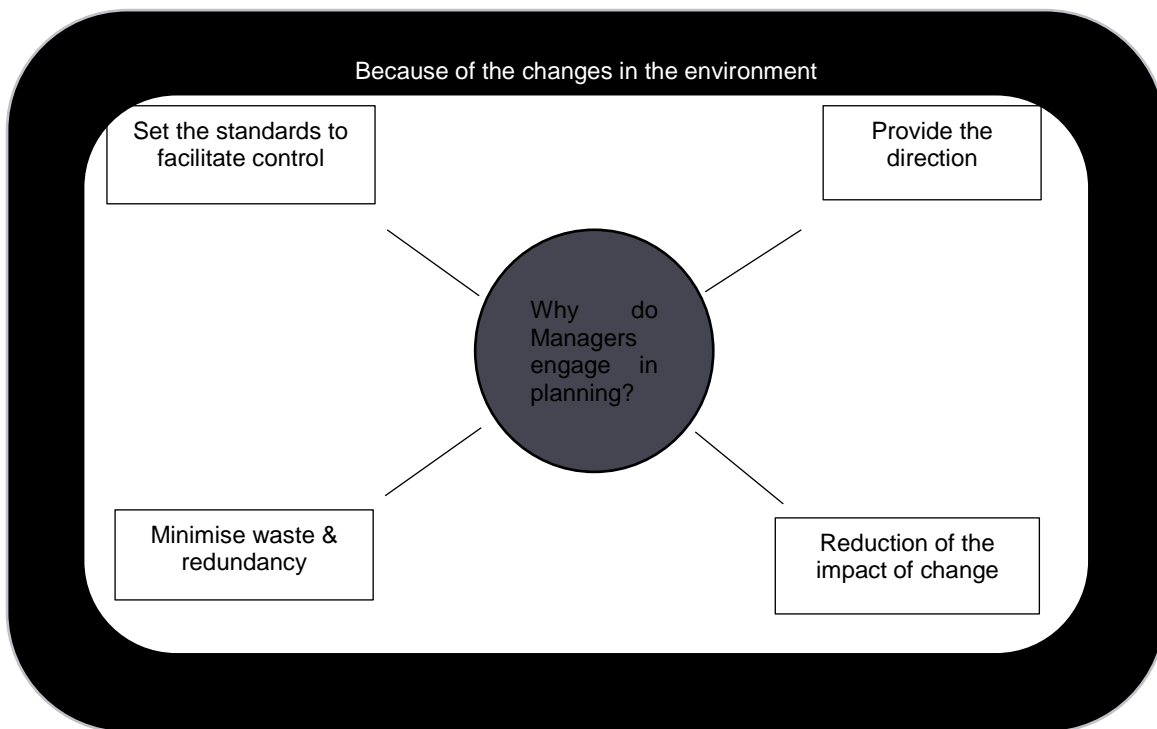 Because of the changes in the environment
Set the standards to
facilitate control
Provide the
direction
Why do
Managers
engage in
planning?
Minimise waste &
redundancy
Reduction of the
impact of change